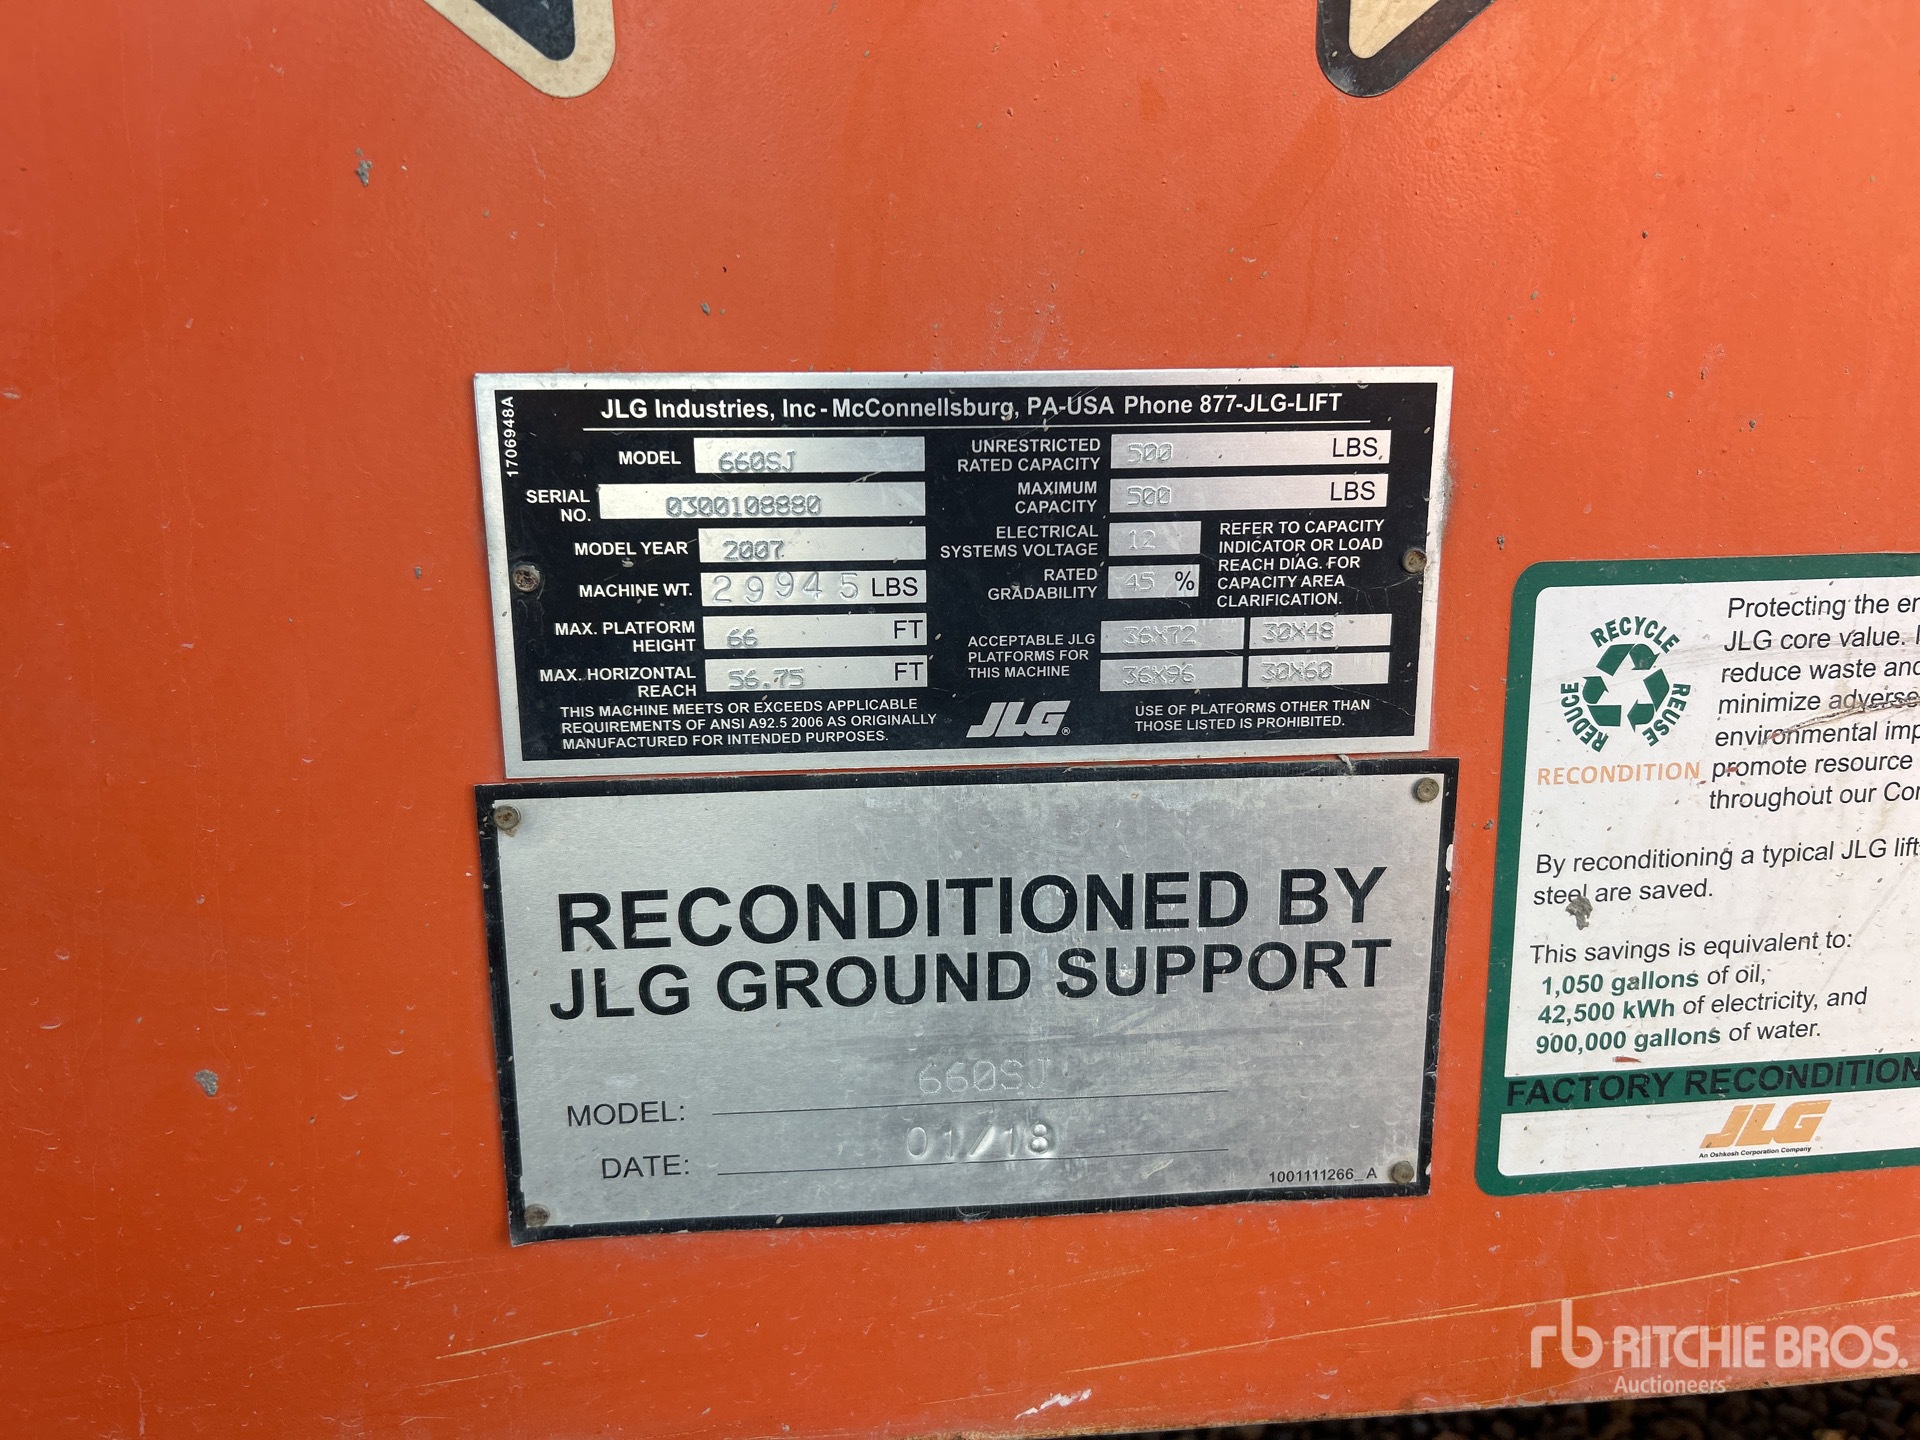 1706948A
JLG Industries, Inc - McConnellsburg, PA-USA Phone 877-JLG-LIFT
MODEL 660SJ
SERIAL NO. 0300108880
MODEL YEAR 2007
MACHINE WT. 29945 LBS
MAX. PLATFORM HEIGHT 66 FT
MAX. HORIZONTAL REACH 56.75 FT
THIS MACHINE MEETS OR EXCEEDS APPLICABLE
REQUIREMENTS OF ANSI A92.5 2006 AS ORIGINALLY
MANUFACTURED FOR INTENDED PURPOSES.
UNRESTRICTED RATED CAPACITY 500 LBS
MAXIMUM CAPACITY 500 LBS
ELECTRICAL SYSTEMS VOLTAGE 12
RATED GRADABILITY 45 %
REFER TO CAPACITY
INDICATOR OR LOAD
REACH DIAG. FOR
CAPACITY AREA
CLARIFICATION.
ACCEPTABLE JLG
PLATFORMS FOR
THIS MACHINE
36X72 30X48
36X96 30X60
JLG®
USE OF PLATFORMS OTHER THAN
THOSE LISTED IS PROHIBITED.
RECONDITIONED BY
JLG GROUND SUPPORT
MODEL: 660SJ
DATE: 01/18
1001111266_A
RECYCLE
REUSE
REDUCE
RECONDITION
Protecting the
JLG core value.
reduce waste
minimize adverse
environmental
promote resource
throughout our
By reconditioning a typical JLG lift
steel are saved.
This savings is equivalent to:
1,050 gallons of oil,
42,500 kWh of electricity, and
900,000 gallons of water.
FACTORY RECONDITION
JLG
An Oshkosh Corporation Company
rb RITCHIE BROS.
Auctioneers